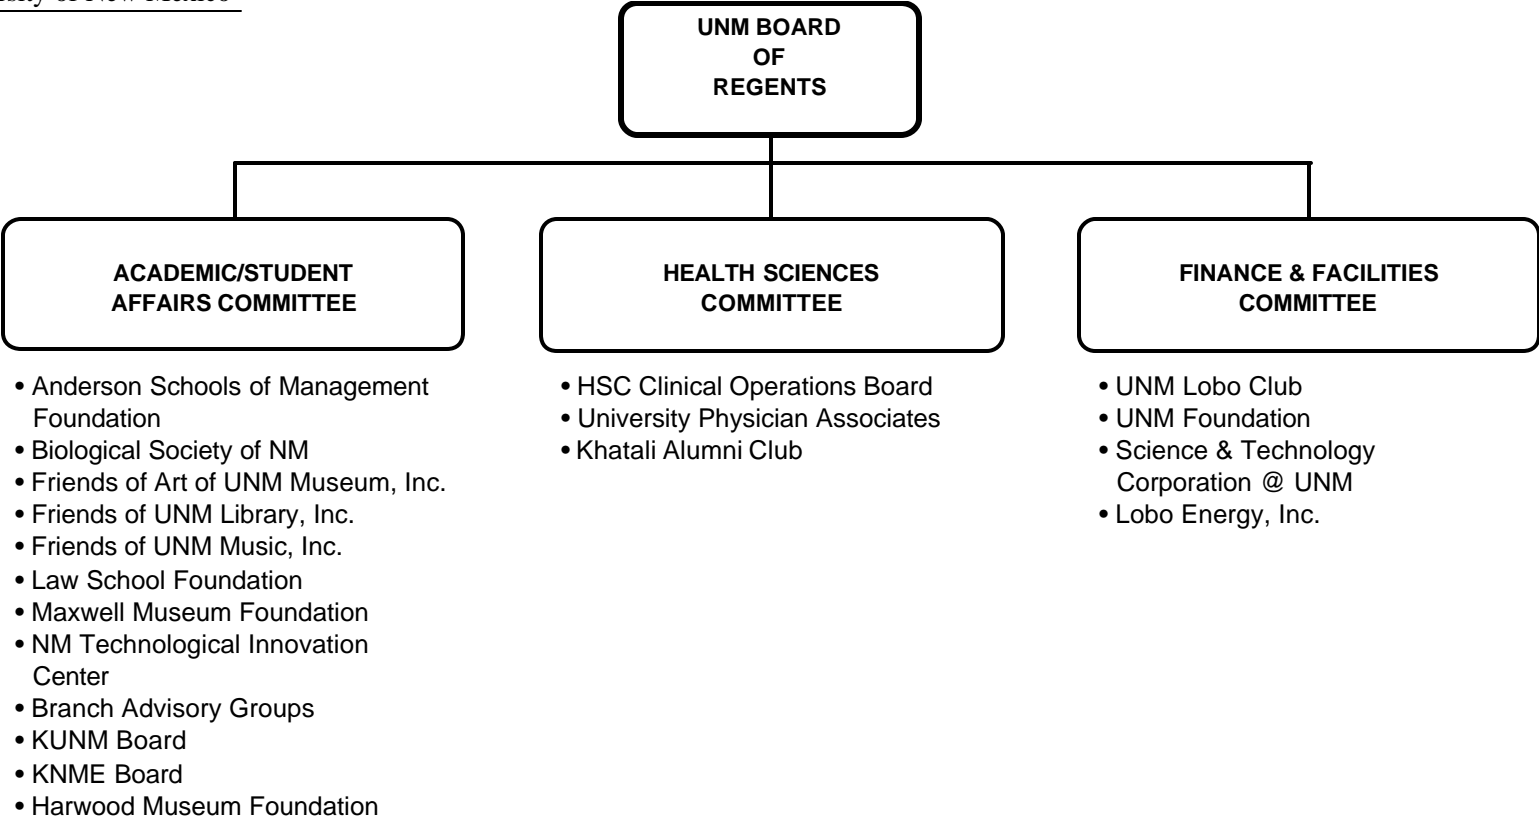 of New Mexico
UNM BOARD
OF
REGENTS
ACADEMIC/STUDENT
AFFAIRS COMMITTEE
HEALTH SCIENCES
COMMITTEE
FINANCE & FACILITIES
COMMITTEE
• Anderson Schools of Management
Foundation
• Biological Society of NM
• Friends of Art of UNM Museum, Inc.
• Friends of UNM Library, Inc.
• Friends of UNM Music, Inc.
• Law School Foundation
• Maxwell Museum Foundation
• NM Technological Innovation
Center
• Branch Advisory Groups
• KUNM Board
• KNME Board
• Harwood Museum Foundation
• HSC Clinical Operations Board
• University Physician Associates
• Khatali Alumni Club
• UNM Lobo Club
• UNM Foundation
• Science & Technology
Corporation @ UNM
• Lobo Energy, Inc.